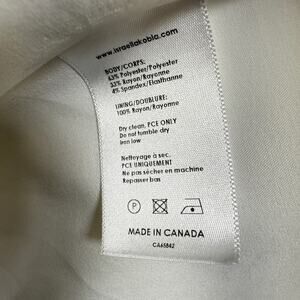 www.israellakobla.com
BODY/CORPS:
63% Polyester/Polyester
33% Rayon/Rayonne
4% Spandex/Elasthanne
LINING/DOUBLURE:
100% Rayon/Rayonne
Dry clean, PCE ONLY
Do not tumble dry
Iron low
Nettoyage à sec.
PCE UNIQUEMENT
Ne pas sécher en machine
Repasser bas
P
MADE IN CANADA
CA65842